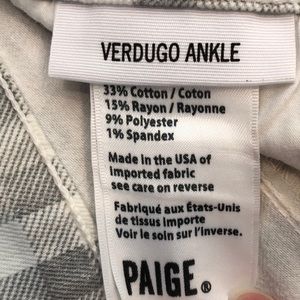 VERDUGO ANKLE
33% Cotton / Coton
15% Rayon / Rayonne
9% Polyester
1% Spandex
Made in the USA of
imported fabric
see care on reverse
Fabriqué aux États-Unis
de tissus importe
Voir le soin sur l'inverse.
PAIGE®